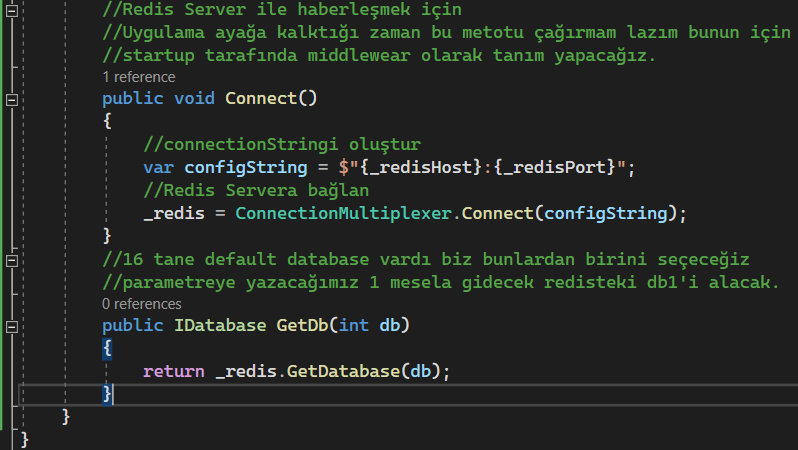 //Redis Server ile haberleşmek için
//Uygulama ayağa kalktığı zaman bu metotu çağırmam lazım bunun için
//startup tarafında middlewear olarak tanım yapacağız.
1 reference
public void Connect()
{
//connectionStringi oluştur
var configString = $"{_redisHost}:{_redisPort}";
//Redis Servera bağlan
_redis = ConnectionMultiplexer.Connect(configString);
}
//16 tane default database vardı biz bunlardan birini seçeceğiz
//parametreye yazacağımız 1 mesela gidecek redisteki db1'i alacak.
0 references
public IDatabase GetDb(int db)
{
return _redis.GetDatabase(db);
}
}
}